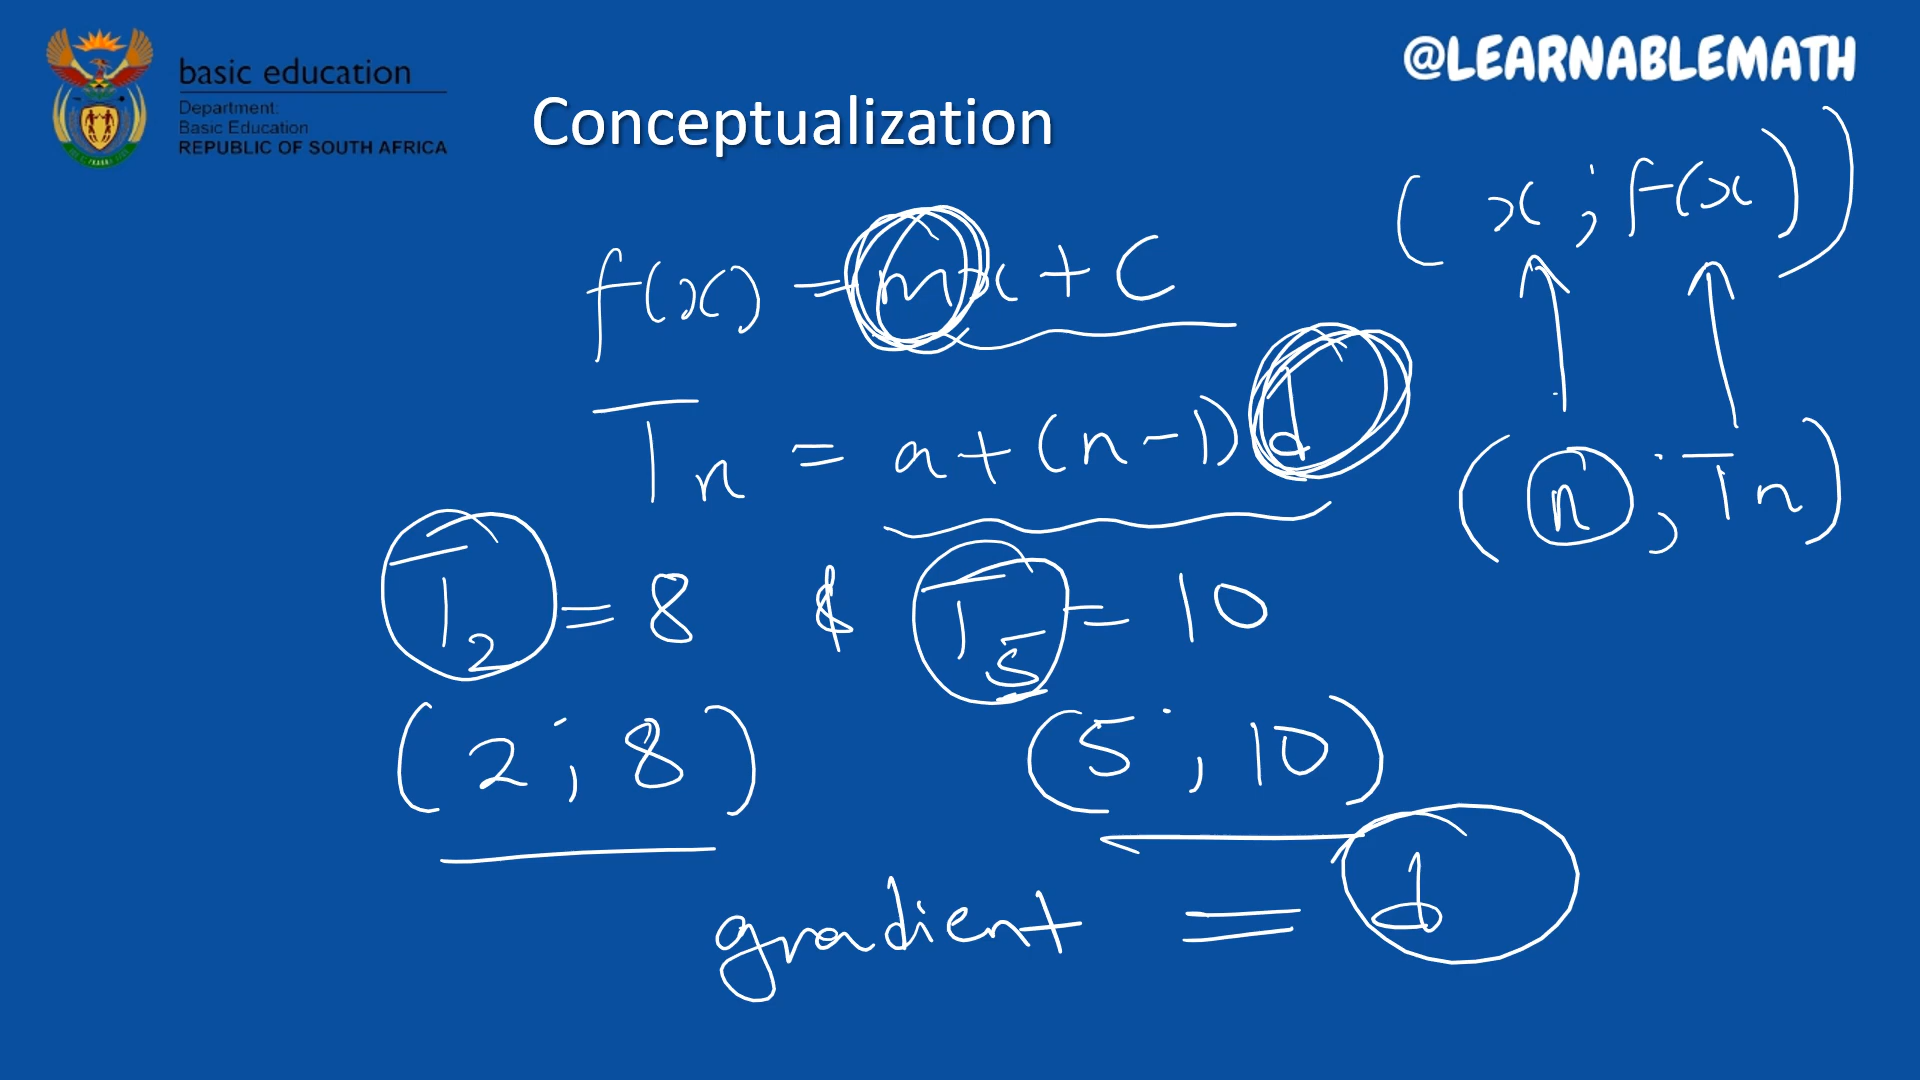 basic education
Department:
Basic Education
REPUBLIC OF SOUTH AFRICA
@LEARNABLEMATH
Conceptualization
(x ; f(x))
f(x) = mx + C
Tn = a + (n - 1) d
(n ; Tn)
T2 = 8 & T5 = 10
(2 ; 8) (5 ; 10)
gradient = d